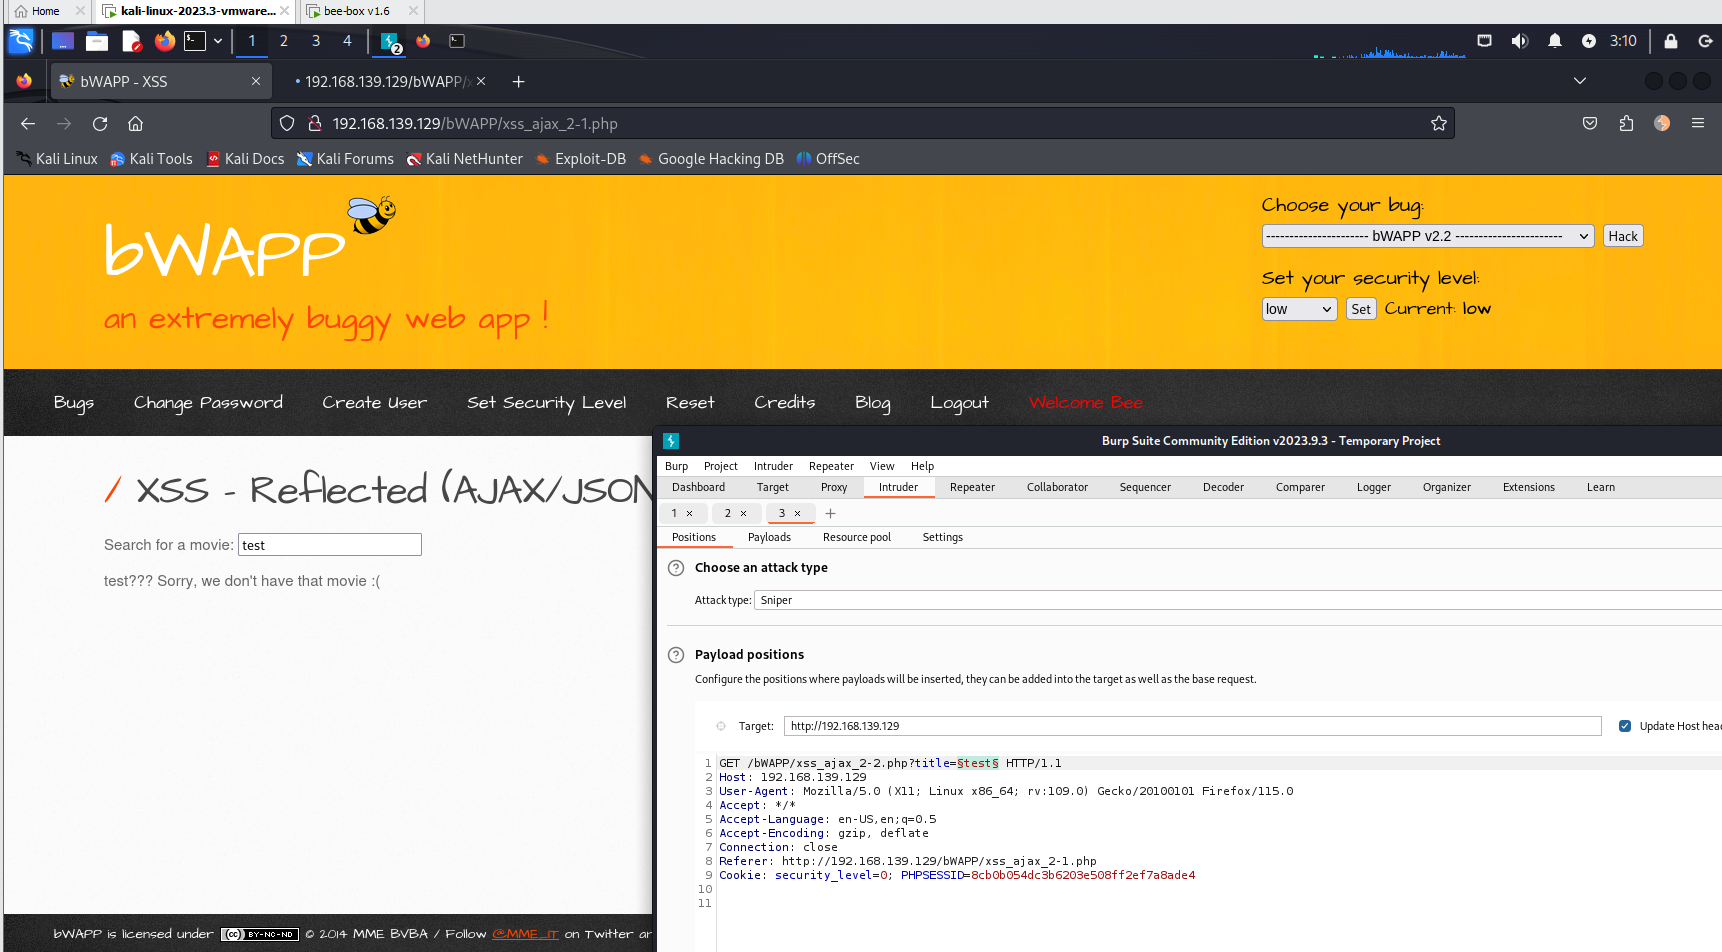 Home
kali-linux-2023.3-vmware...
bee-box v1.6
1 2 3 4
2
3:10
bWAPP - XSS
192.168.139.129/bWAPP/x
192.168.139.129/bWAPP/xss_ajax_2-1.php
Kali Linux Kali Tools Kali Docs Kali Forums Kali NetHunter Exploit-DB Google Hacking DB OffSec
bWAPP
an extremely buggy web app !
Choose your bug:
---------------------- bWAPP v2.2 -----------------------
Hack
Set your security level:
low
Set
Current: low
Bugs Change Password Create User Set Security Level Reset Credits Blog Logout Welcome Bee
/ XSS - Reflected (AJAX/JSON
Search for a movie: test
test??? Sorry, we don't have that movie :(
bWAPP is licensed under (cc) BY-NC-ND © 2014 MME BVBA / Follow @MME_IT on Twitter ar
Burp Suite Community Edition v2023.9.3 - Temporary Project
Burp Project Intruder Repeater View Help
Dashboard Target Proxy Intruder Repeater Collaborator Sequencer Decoder Comparer Logger Organizer Extensions Learn
1 × 2 × 3 × +
Positions Payloads Resource pool Settings
? Choose an attack type
Attack type: Sniper
? Payload positions
Configure the positions where payloads will be inserted, they can be added into the target as well as the base request.
Target: http://192.168.139.129
Update Host head
1 GET /bWAPP/xss_ajax_2-2.php?title=§test§ HTTP/1.1
2 Host: 192.168.139.129
3 User-Agent: Mozilla/5.0 (X11; Linux x86_64; rv:109.0) Gecko/20100101 Firefox/115.0
4 Accept: */*
5 Accept-Language: en-US,en;q=0.5
6 Accept-Encoding: gzip, deflate
7 Connection: close
8 Referer: http://192.168.139.129/bWAPP/xss_ajax_2-1.php
9 Cookie: security_level=0; PHPSESSID=8cb0b054dc3b6203e508ff2ef7a8ade4
10
11